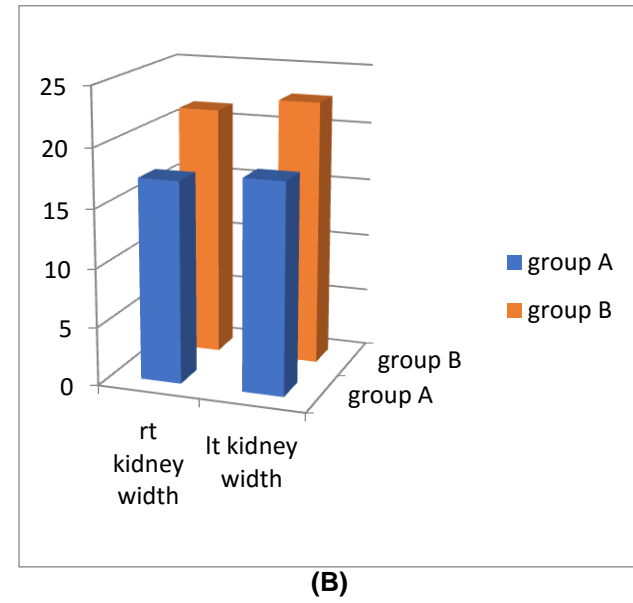 25
20
15
10
5
0
rt
kidney
width
lt kidney
width
group B
group A
group A
group B
(B)